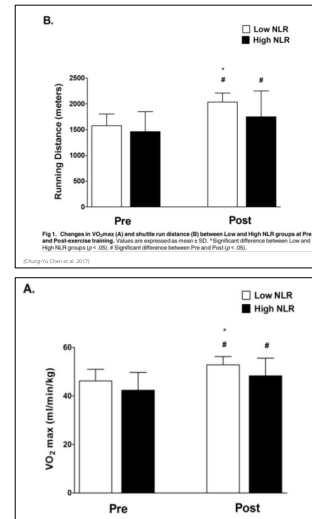 B.
Low NLR
High NLR
Running Distance (meters)
2500
2000
1500
1000
500
0
*
# #
Pre Post
Fig 1. Changes in VO2max (A) and shuttle run distance (B) between Low and High NLR groups at Pre
and Post-exercise training. Values are expressed as mean ± SD. *Significant difference between Low and
High NLR groups (p < .05). # Significant difference between Pre and Post (p < .05).
(Chung-Yu Chen et al. 2017)
A.
Low NLR
High NLR
VO2 max (ml/min/kg)
60
40
20
0
*
# #
Pre Post